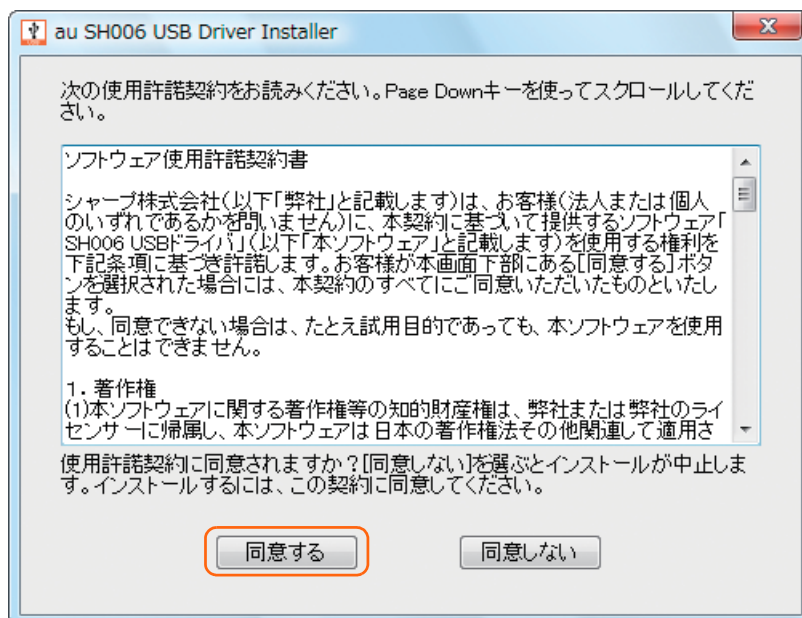 au SH006 USB Driver Installer
次の使用許諾契約をお読みください。Page Downキーを使ってスクロールしてくだ
さい。
ソフトウェア使用許諾契約書
シャープ株式会社(以下「弊社」と記載します)は、お客様(法人または個人
のいずれであるかを問いません)に、本契約に基づいて提供するソフトウェア「
SH006 USBドライバ」(以下「本ソフトウェア」と記載します)を使用する権利を
下記条項に基づき許諾します。お客様が本画面下部にある[同意する]ボタ
ンを選択された場合には、本契約のすべてにご同意いただいたものといたし
ます。
もし、同意できない場合は、たとえ試用目的であっても、本ソフトウェアを使用
することはできません。
1．著作権
(1)本ソフトウェアに関する著作権等の知的財産権は、弊社または弊社のライ
センサーに帰属し、本ソフトウェアは日本の著作権法その他関連して適用さ
使用許諾契約に同意されますか？[同意しない]を選ぶとインストールが中止しま
す。インストールするには、この契約に同意してください。
同意する
同意しない